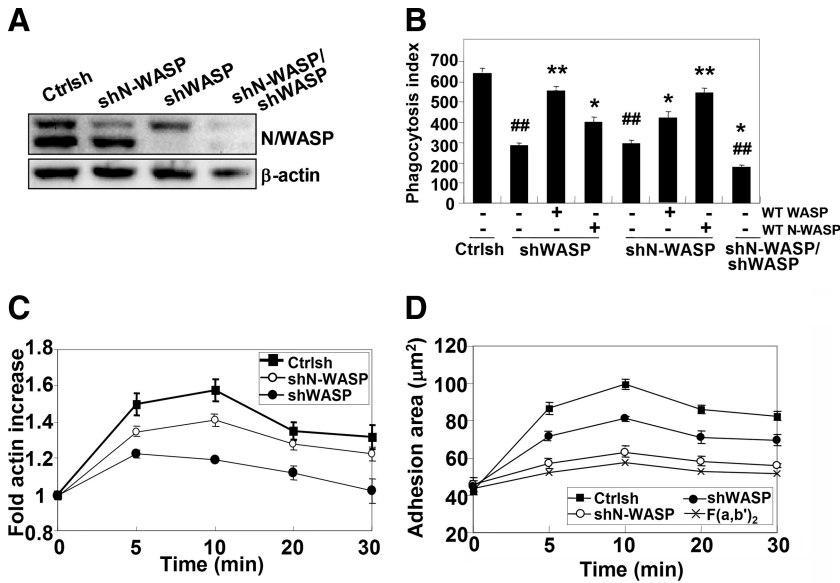 A
Ctrlsh
shN-WASP
shWASP
shN-WASP/
shWASP
N/WASP
β-actin
B
Phagocytosis index
700
600
500
400
300
200
100
0
## ** * ## * ** * ##
- - + - - + - - WT WASP
- - - + - - + - WT N-WASP
Ctrlsh shWASP shN-WASP shN-WASP/
shWASP
C
Fold actin increase
1.8
1.6
1.4
1.2
1
0.8
Ctrlsh
shN-WASP
shWASP
0 5 10 20 30
Time (min)
D
Adhesion area (μm²)
120
100
80
60
40
20
Ctrlsh shWASP
shN-WASP F(a,b')₂
0 5 10 20 30
Time (min)